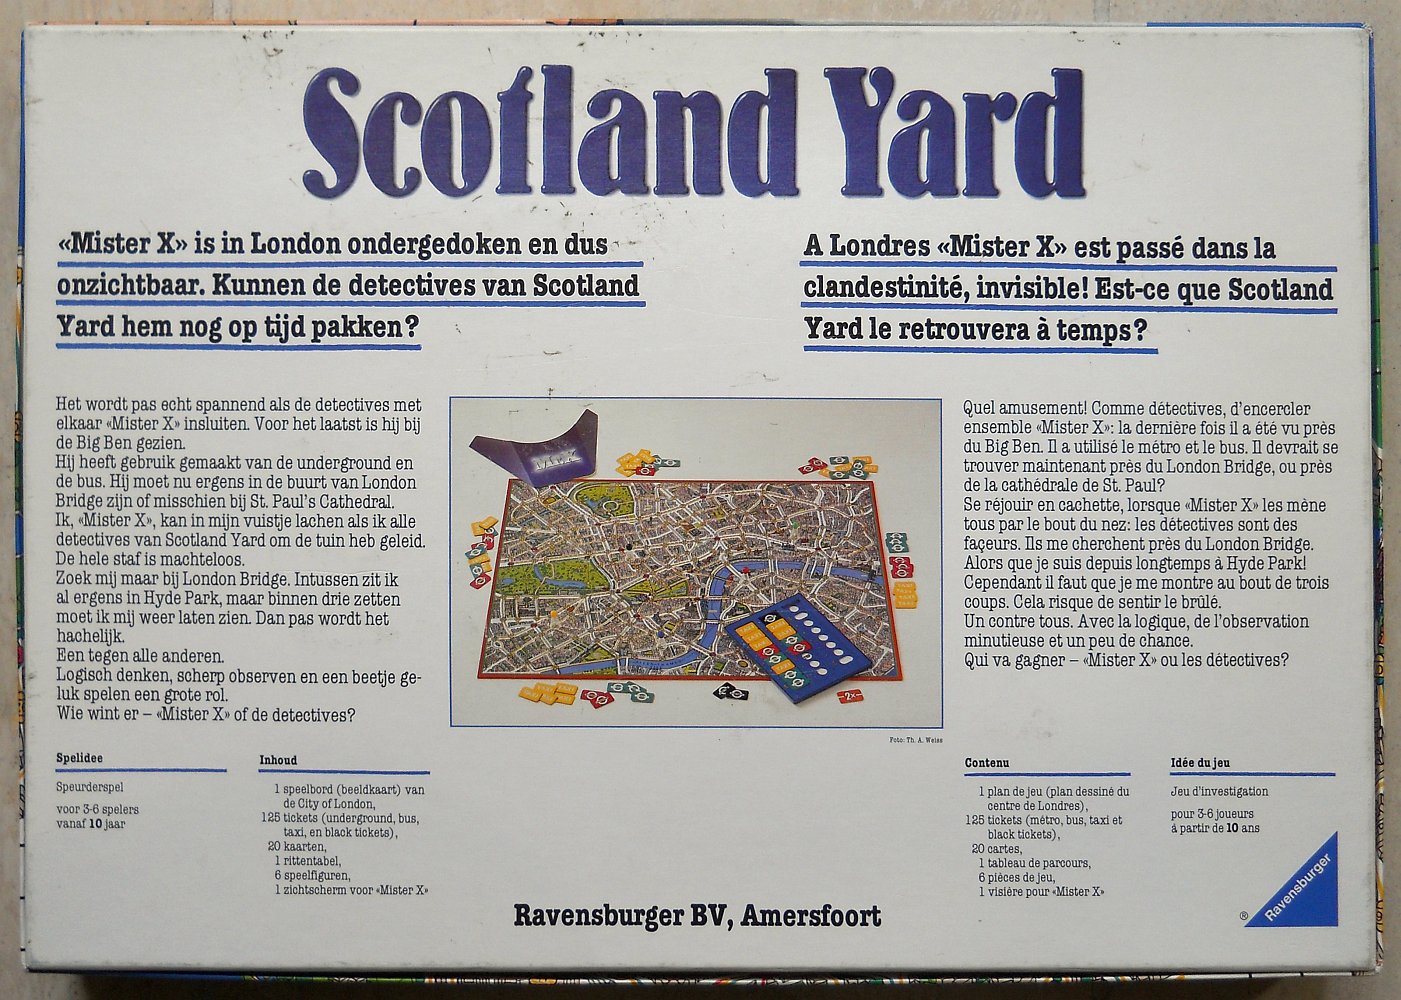 Scotland Yard
«Mister X» is in London ondergedoken en dus
onzichtbaar. Kunnen de detectives van Scotland
Yard hem nog op tijd pakken?
A Londres «Mister X» est passé dans la
clandestinité, invisible! Est-ce que Scotland
Yard le retrouvera à temps?
Het wordt pas echt spannend als de detectives met
elkaar «Mister X» insluiten. Voor het laatst is hij bij
de Big Ben gezien.
Hij heeft gebruik gemaakt van de underground en
de bus. Hij moet nu ergens in de buurt van London
Bridge zijn of misschien bij St. Paul's Cathedral.
Ik, «Mister X», kan in mijn vuistje lachen als ik alle
detectives van Scotland Yard om de tuin heb geleid.
De hele staf is machteloos.
Zoek mij maar bij London Bridge. Intussen zit ik
al ergens in Hyde Park, maar binnen drie zetten
moet ik mij weer laten zien. Dan pas wordt het
hachelijk.
Een tegen alle anderen.
Logisch denken, scherp observen en een beetje ge-
luk spelen een grote rol.
Wie wint er – «Mister X» of de detectives?
Mr.X
2x
Foto: Th. A. Weiss
Quel amusement! Comme détectives, d'encercler
ensemble «Mister X»: la dernière fois il a été vu près
du Big Ben. Il a utilisé le métro et le bus. Il devrait se
trouver maintenant près du London Bridge, ou près
de la cathédrale de St. Paul?
Se réjouir en cachette, lorsque «Mister X» les mène
tous par le bout du nez: les détectives sont des
façeurs. Ils me cherchent près du London Bridge.
Alors que je suis depuis longtemps à Hyde Park!
Cependant il faut que je me montre au bout de trois
coups. Cela risque de sentir le brûlé.
Un contre tous. Avec la logique, de l'observation
minutieuse et un peu de chance.
Qui va gagner – «Mister X» ou les détectives?
Spelidee
Speurderspel
voor 3-6 spelers
vanaf 10 jaar
Inhoud
1 speelbord (beeldkaart) van
de City of London,
125 tickets (underground, bus,
taxi, en black tickets),
20 kaarten,
1 rittentabel,
6 speelfiguren,
1 zichtscherm voor «Mister X»
Contenu
1 plan de jeu (plan dessiné du
centre de Londres),
125 tickets (métro, bus, taxi et
black tickets),
20 cartes,
1 tableau de parcours,
6 pièces de jeu,
1 visière pour «Mister X»
Idée du jeu
Jeu d'investigation
pour 3-6 joueurs
à partir de 10 ans
Ravensburger BV, Amersfoort
® Ravensburger